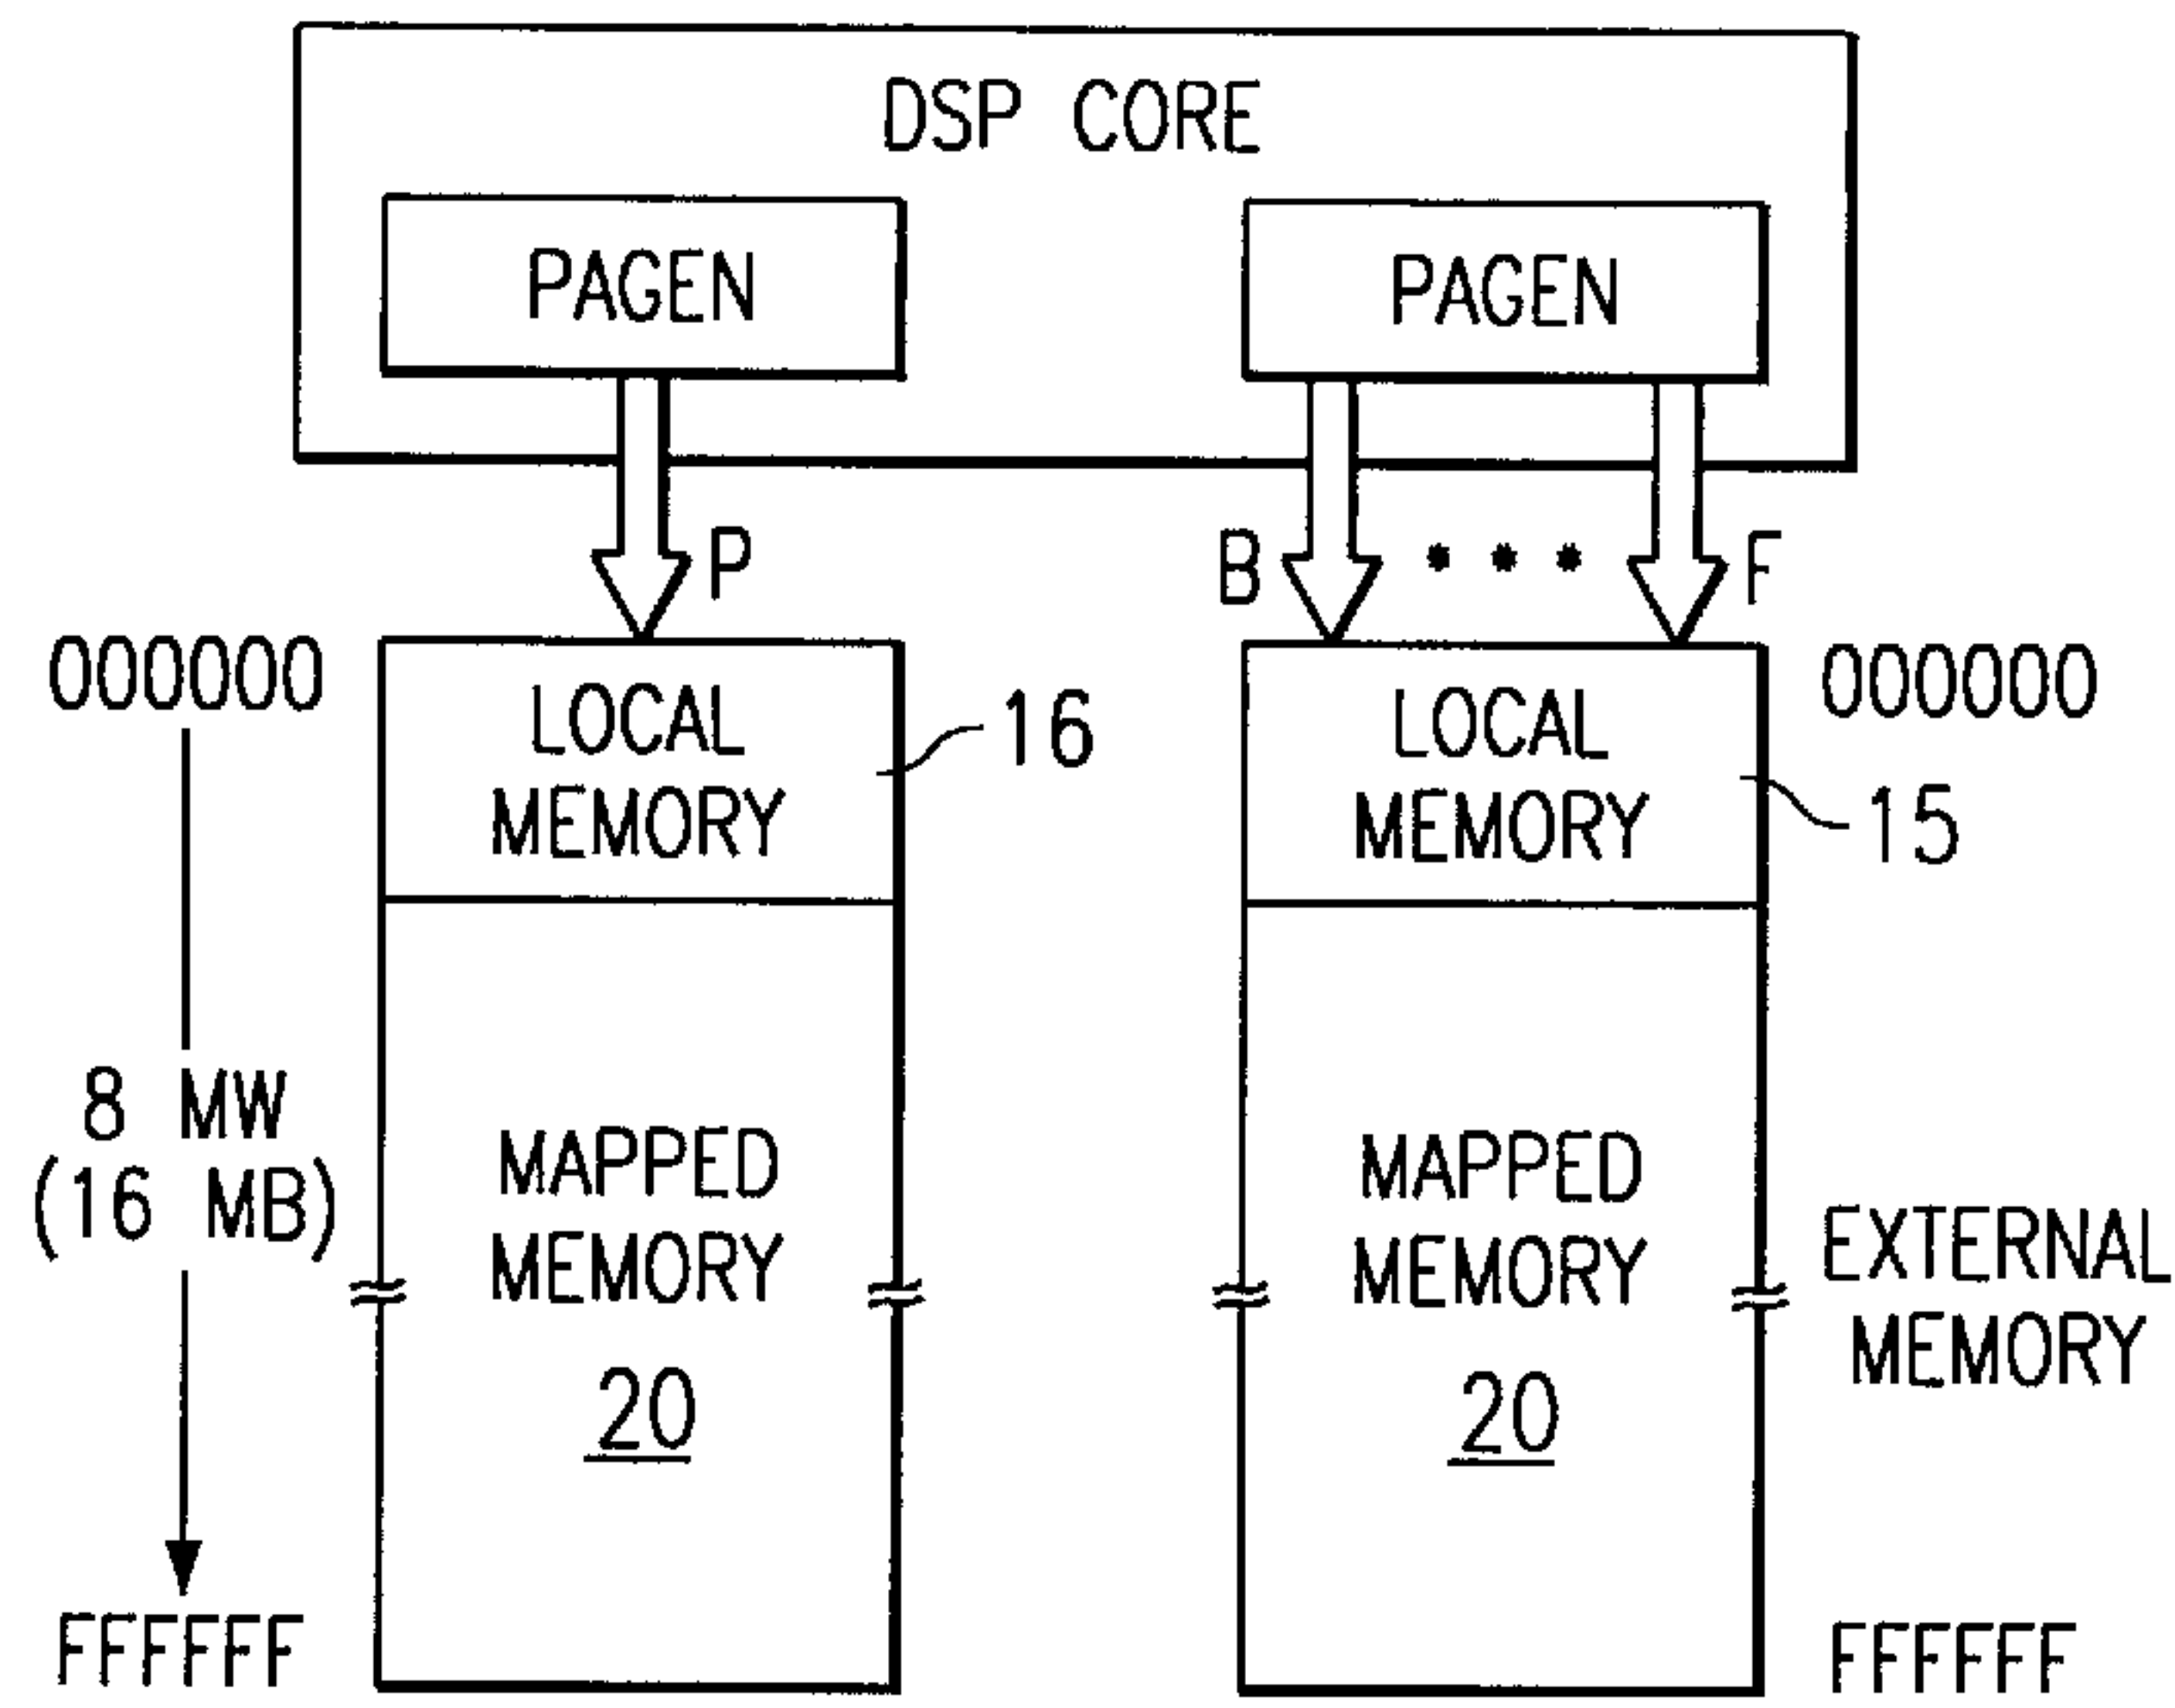 DSP CORE
PAGEN
PAGEN
P
B
F
000000
000000
LOCAL
MEMORY
16
LOCAL
MEMORY
15
8 MW
(16 MB)
MAPPED
MEMORY
20
MAPPED
MEMORY
20
EXTERNAL
MEMORY
FFFFFF
FFFFFF